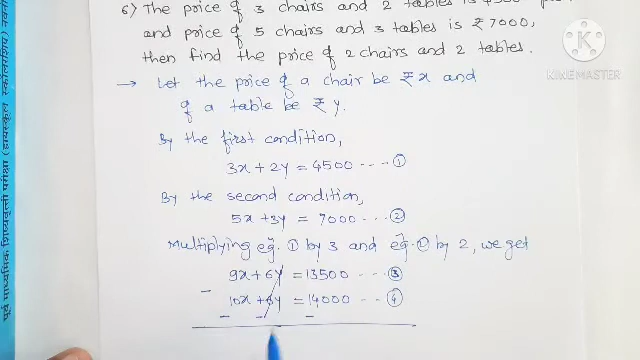 6) The price of 3 chairs and 2 tables is ₹4500
and price of 5 chairs and 3 tables is ₹7000,
then find the price of 2 chairs and 2 tables.
→ Let the price of a chair be ₹x and
of a table be ₹y.
By the first condition,
3x + 2y = 4500 ---- ①
By the second condition,
5x + 3y = 7000 ---- ②
Multiplying eqⁿ. ① by 3 and eqⁿ. by 2, we get
9x + 6y = 13500 --- ③
- 10x + 6y = 14000 --- ④
- - -
KINEMASTER